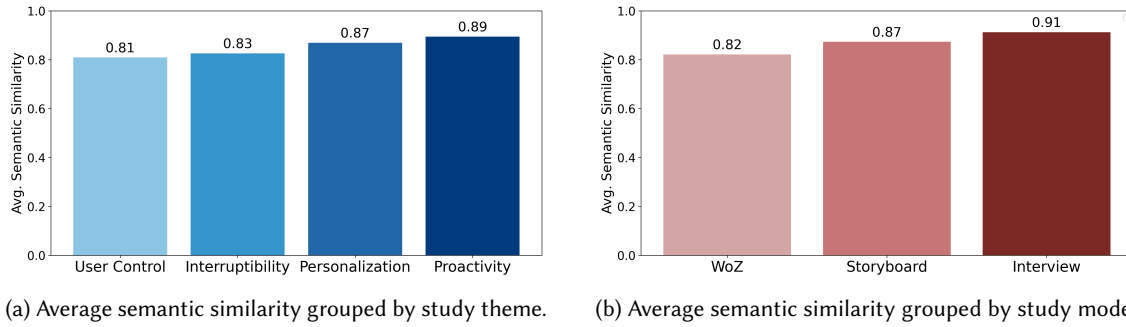 1.0
0.8
0.6
0.4
0.2
0.0
Avg. Semantic Similarity
0.81
0.83
0.87
0.89
User Control
Interruptibility
Personalization
Proactivity
(a) Average semantic similarity grouped by study theme.
1.0
0.8
0.6
0.4
0.2
0.0
Avg. Semantic Similarity
0.82
0.87
0.91
WoZ
Storyboard
Interview
(b) Average semantic similarity grouped by study mode